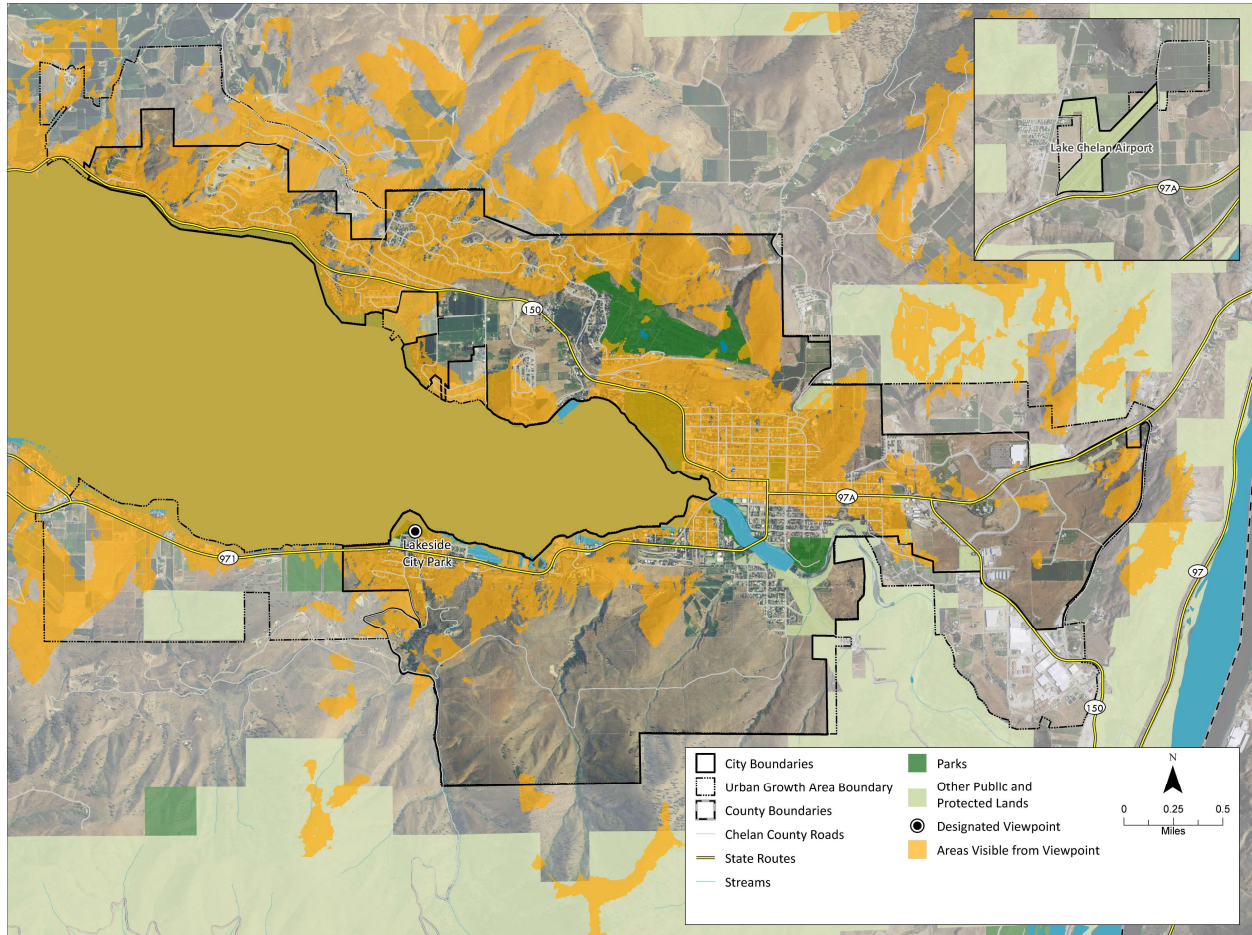 Lake Chelan Airport
97A
150
97A
Lakeside
City Park
971
97
150
City Boundaries
Urban Growth Area Boundary
County Boundaries
Chelan County Roads
State Routes
Streams
Parks
Other Public and
Protected Lands
Designated Viewpoint
Areas Visible from Viewpoint
N
0 0.25 0.5
Miles